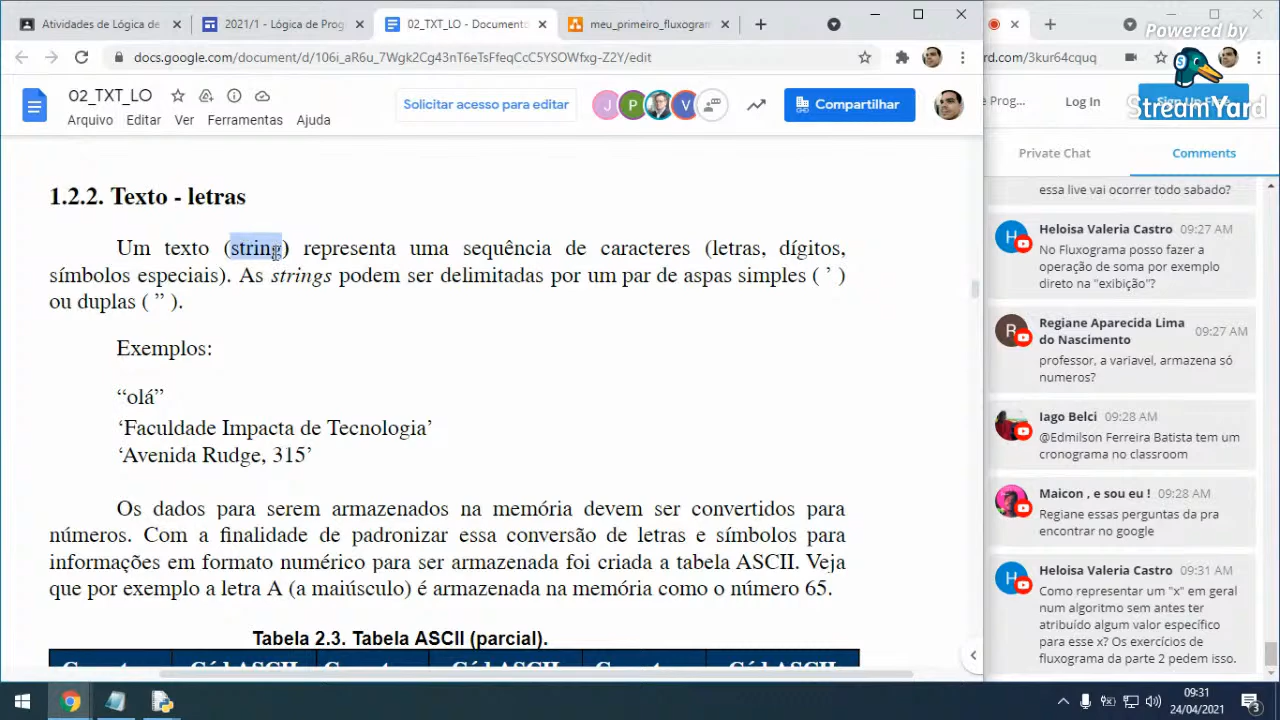 Atividades de Lógica de
2021/1 - Lógica de Prog
02_TXT_LO - Documento
meu_primeiro_fluxogram
docs.google.com/document/d/106i_aR6u_7Wgk2Cg43nT6eTFfeqCcC5YSOWfxg-Z2Y/edit
02_TXT_LO
Arquivo Editar Ver Ferramentas Ajuda
Solicitar acesso para editar
J P V
Compartilhar
1.2.2. Texto - letras
Um texto (string) representa uma sequência de caracteres (letras, dígitos,
símbolos especiais). As strings podem ser delimitadas por um par de aspas simples ( ’ )
ou duplas ( ” ).
Exemplos:
“olá”
‘Faculdade Impacta de Tecnologia’
‘Avenida Rudge, 315’
Os dados para serem armazenados na memória devem ser convertidos para
números. Com a finalidade de padronizar essa conversão de letras e símbolos para
informações em formato numérico para ser armazenada foi criada a tabela ASCII. Veja
que por exemplo a letra A (a maiúsculo) é armazenada na memória como o número 65.
Tabela 2.3. Tabela ASCII (parcial).
Powered by
StreamYard
rd.com/3kur64cquq
e Prog...
Log In
Private Chat
Comments
essa live vai ocorrer todo sabado?
H
Heloisa Valeria Castro 09:27 AM
No Fluxograma posso fazer a
operação de soma por exemplo
direto na "exibição"?
R
Regiane Aparecida Lima
do Nascimento 09:27 AM
professor, a variavel, armazena só
numeros?
Iago Belci 09:28 AM
@Edmilson Ferreira Batista tem um
cronograma no classroom
Maicon , e sou eu ! 09:28 AM
Regiane essas perguntas da pra
encontrar no google
H
Heloisa Valeria Castro 09:31 AM
Como representar um "x" em geral
num algoritmo sem antes ter
atribuído algum valor específico
para esse x? Os exercícios de
fluxograma da parte 2 pedem isso.
09:31
24/04/2021
3